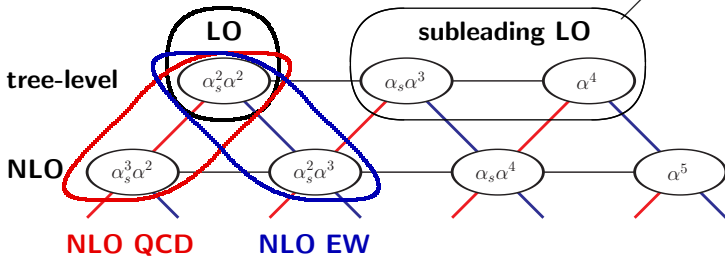 LO subleading LO
tree-level α_s^2α^2 α_sα^3 α^4
NLO α_s^3α^2 α_s^2α^3 α_sα^4 α^5
NLO QCD NLO EW